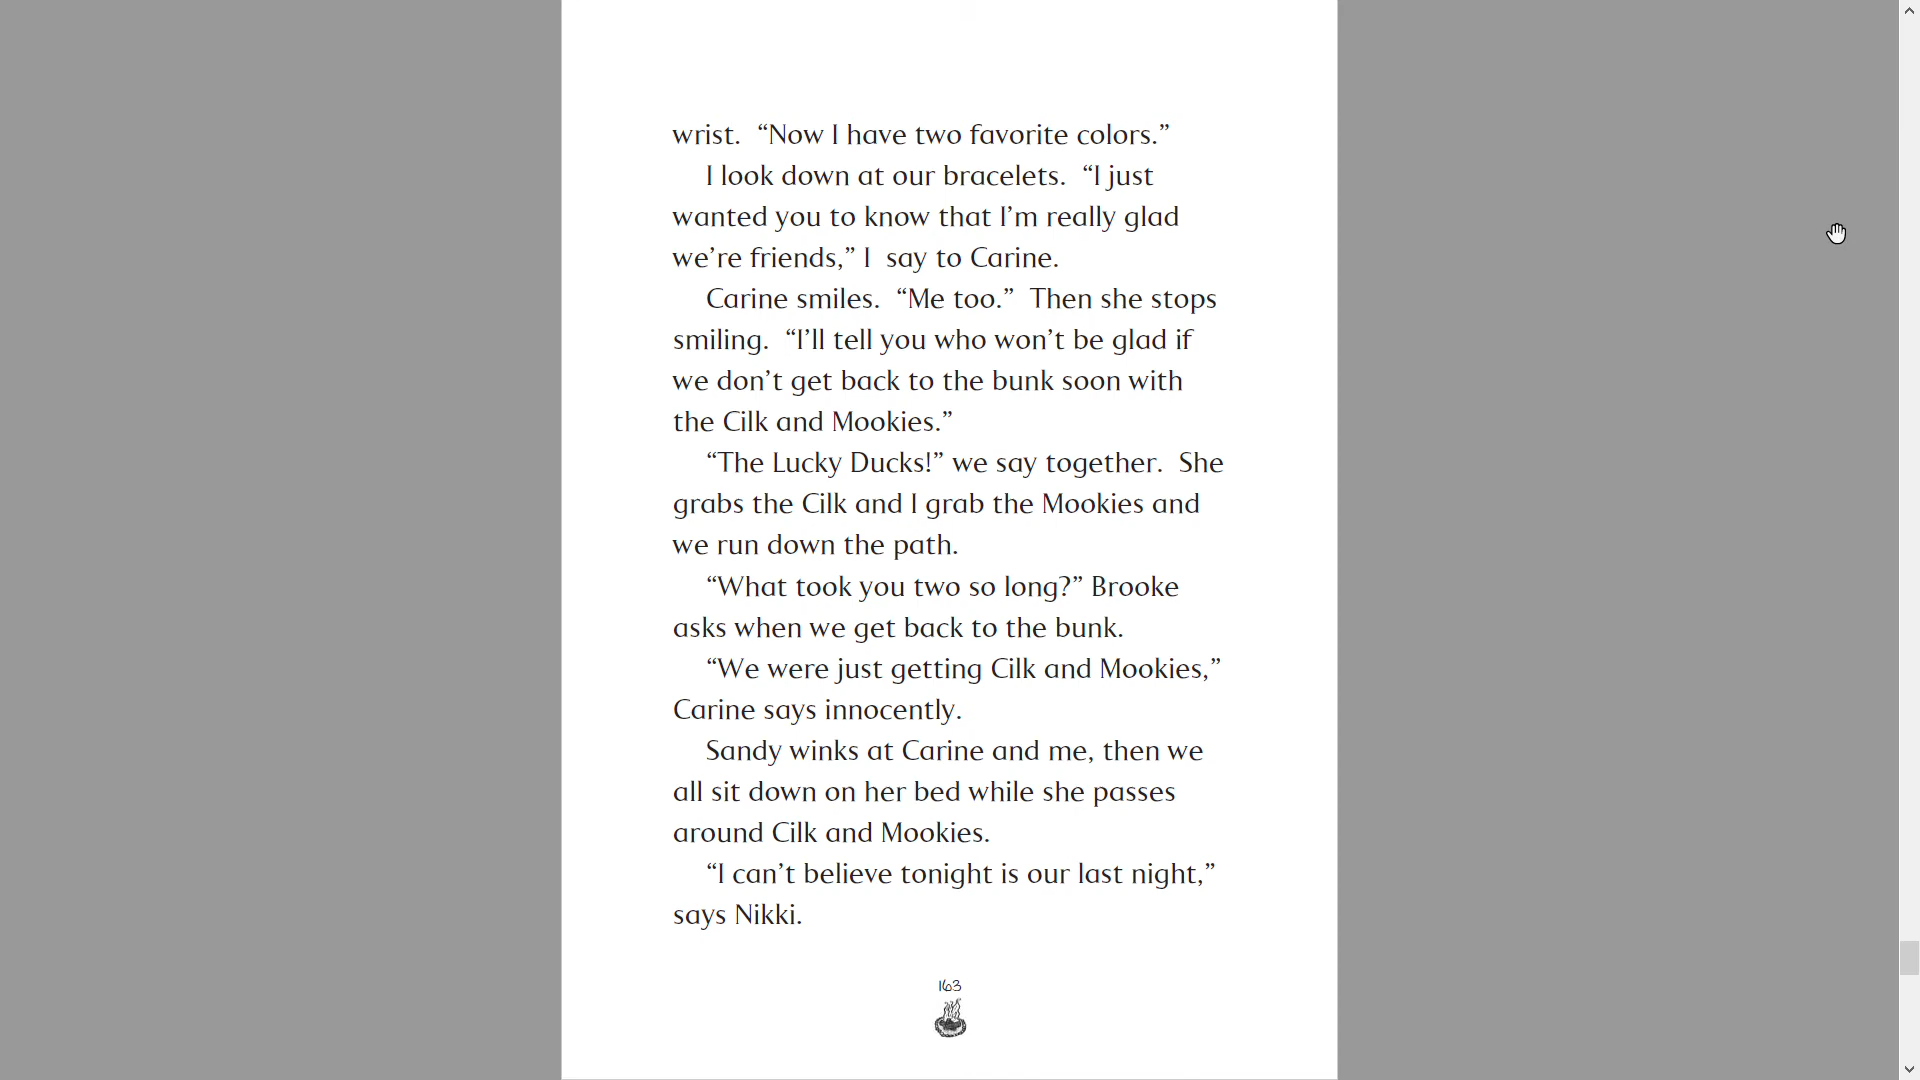 wrist.  “Now I have two favorite colors.”
I look down at our bracelets.  “I just
wanted you to know that I’m really glad
we’re friends,” I  say to Carine.
Carine smiles.  “Me too.”  Then she stops
smiling.  “I’ll tell you who won’t be glad if
we don’t get back to the bunk soon with
the Cilk and Mookies.”
“The Lucky Ducks!” we say together.  She
grabs the Cilk and I grab the Mookies and
we run down the path.
“What took you two so long?” Brooke
asks when we get back to the bunk.
“We were just getting Cilk and Mookies,”
Carine says innocently.
Sandy winks at Carine and me, then we
all sit down on her bed while she passes
around Cilk and Mookies.
“I can’t believe tonight is our last night,”
says Nikki.
163